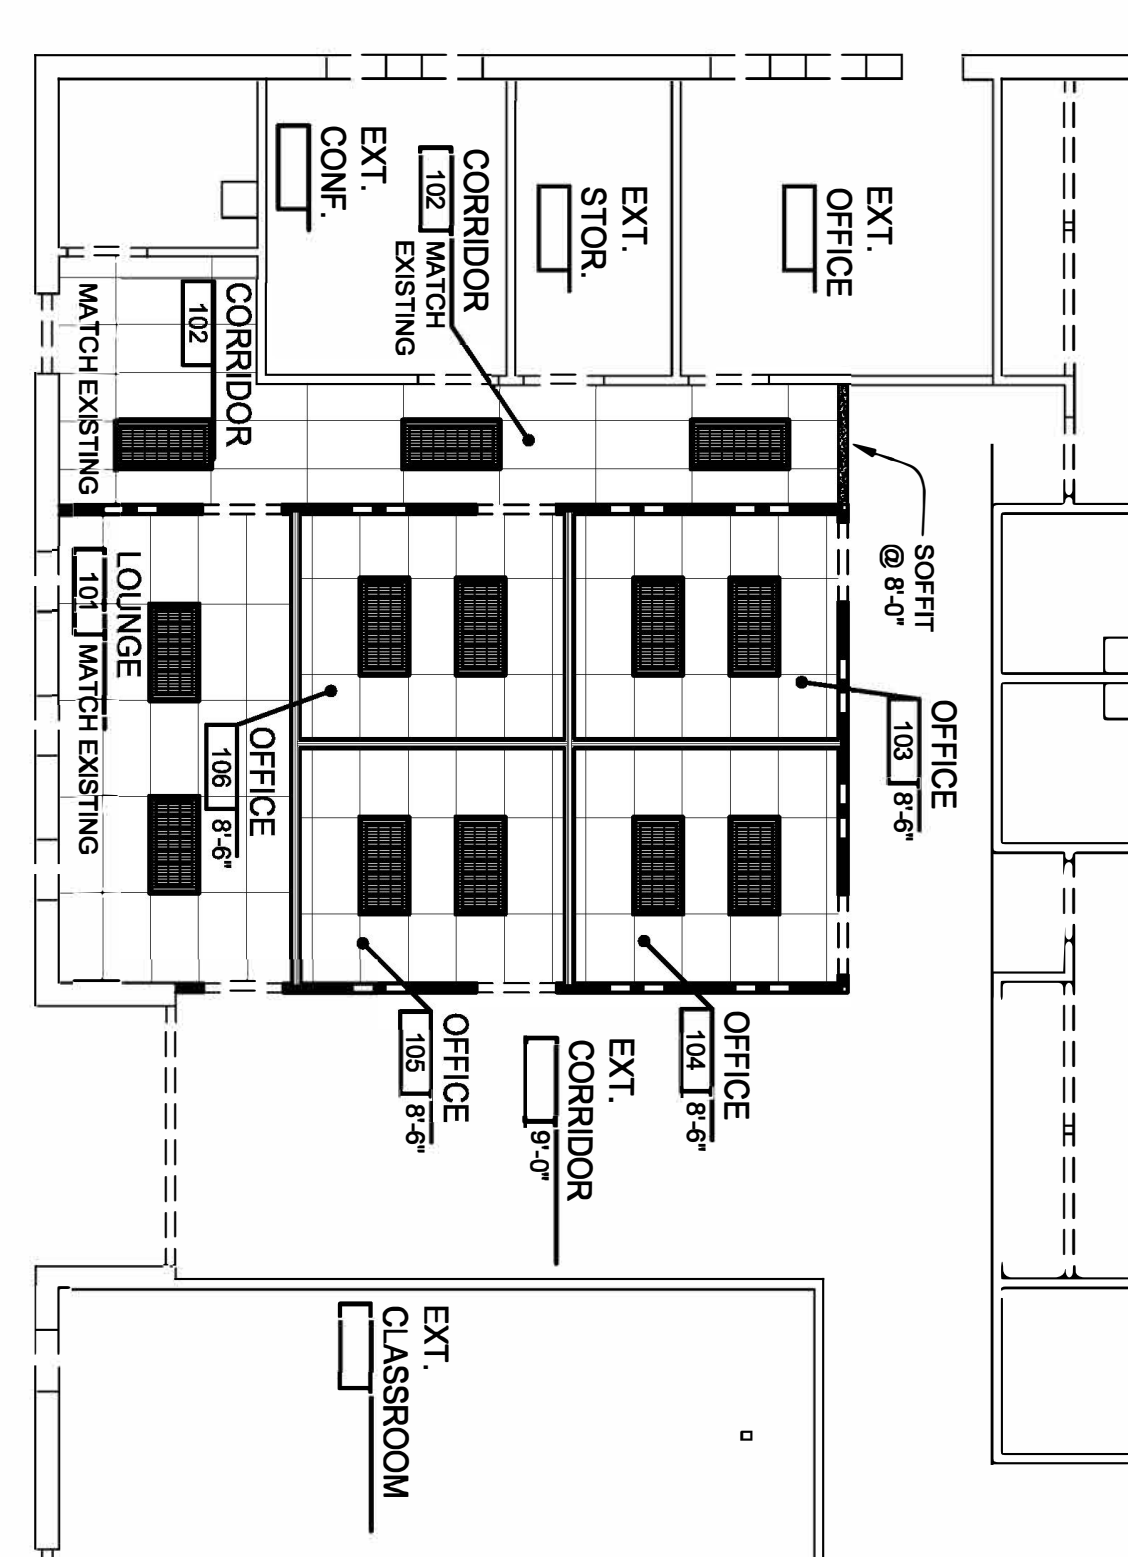 EXT.
CONF.
CORRIDOR
102 MATCH
EXISTING
EXT.
STOR.
EXT.
OFFICE
CORRIDOR
102
MATCH EXISTING
SOFFIT
@ 8'-0"
LOUNGE
101 MATCH EXISTING
OFFICE
106 8'-6"
OFFICE
103 8'-6"
OFFICE
105 8'-6"
EXT.
CORRIDOR
9'-0"
OFFICE
104 8'-6"
EXT.
CLASSROOM